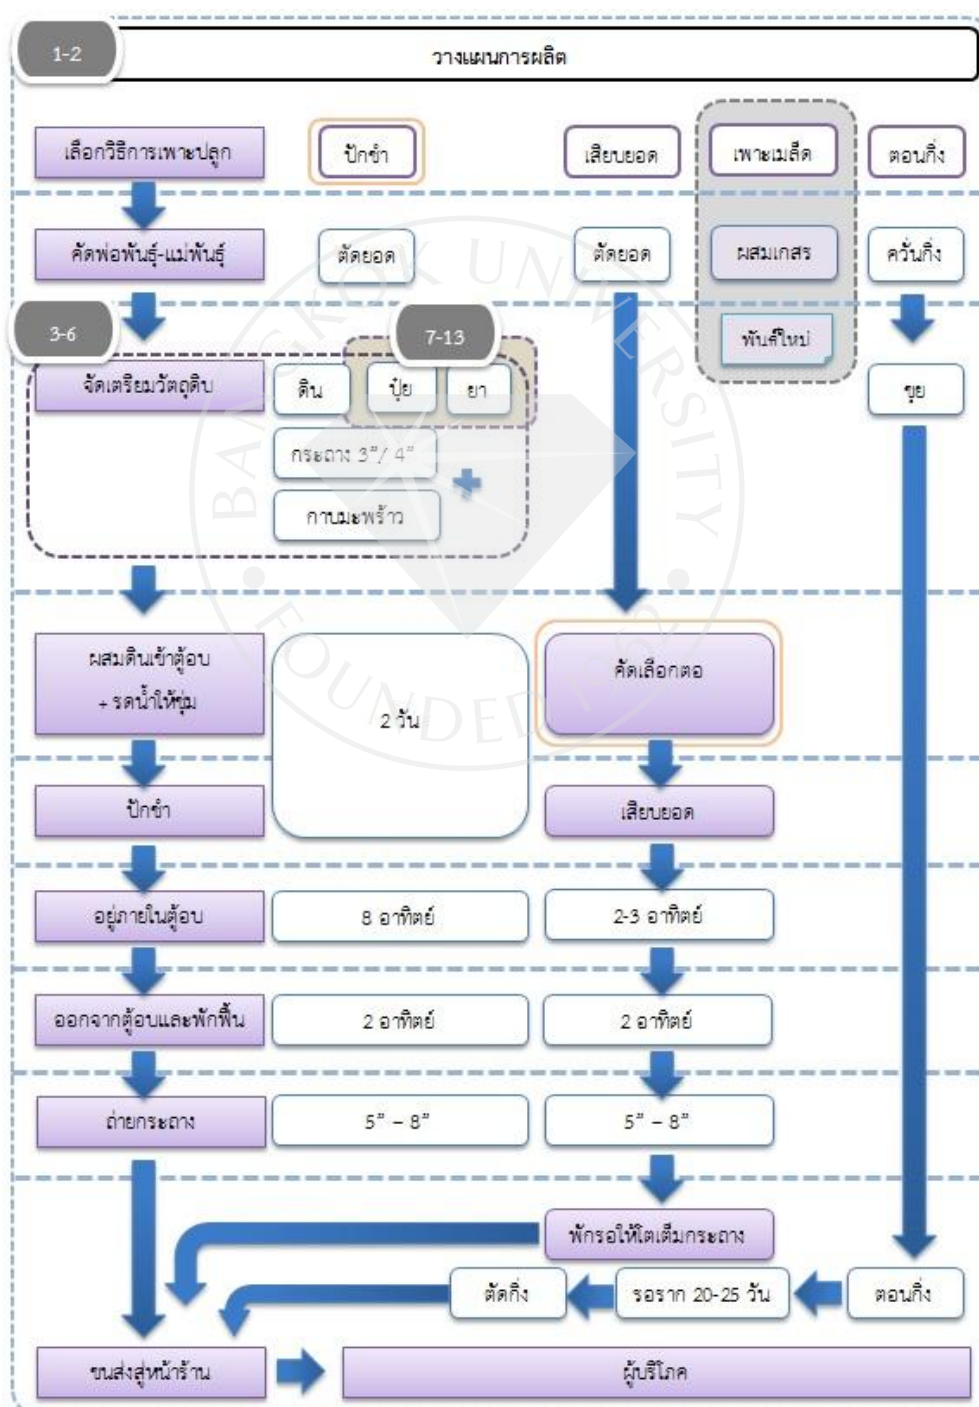 1-2
วางแผนการผลิต
เลือกวิธีการเพาะปลูก
ปักชำ
เสียบยอด
เพาะเมล็ด
ตอนกิ่ง
คัดพ่อพันธุ์-แม่พันธุ์
ตัดยอด
ตัดยอด
ผสมเกสร
ควั่นกิ่ง
3-6
7-13
พันธุ์ใหม่
จัดเตรียมวัตถุดิบ
ดิน
ปุ๋ย
ยา
ขุย
กระถาง 3”/ 4”
กาบมะพร้าว
ผสมดินเข้าตู้อบ
+ รดน้ำให้ชุ่ม
2 วัน
คัดเลือกตอ
ปักชำ
เสียบยอด
อยู่ภายในตู้อบ
8 อาทิตย์
2-3 อาทิตย์
ออกจากตู้อบและพักฟื้น
2 อาทิตย์
2 อาทิตย์
ถ่ายกระถาง
5” – 8”
5” – 8”
พักรอให้โตเต็มกระถาง
ตัดกิ่ง
รอราก 20-25 วัน
ตอนกิ่ง
ขนส่งสู่หน้าร้าน
ผู้บริโภค
BANGKOK UNIVERSITY